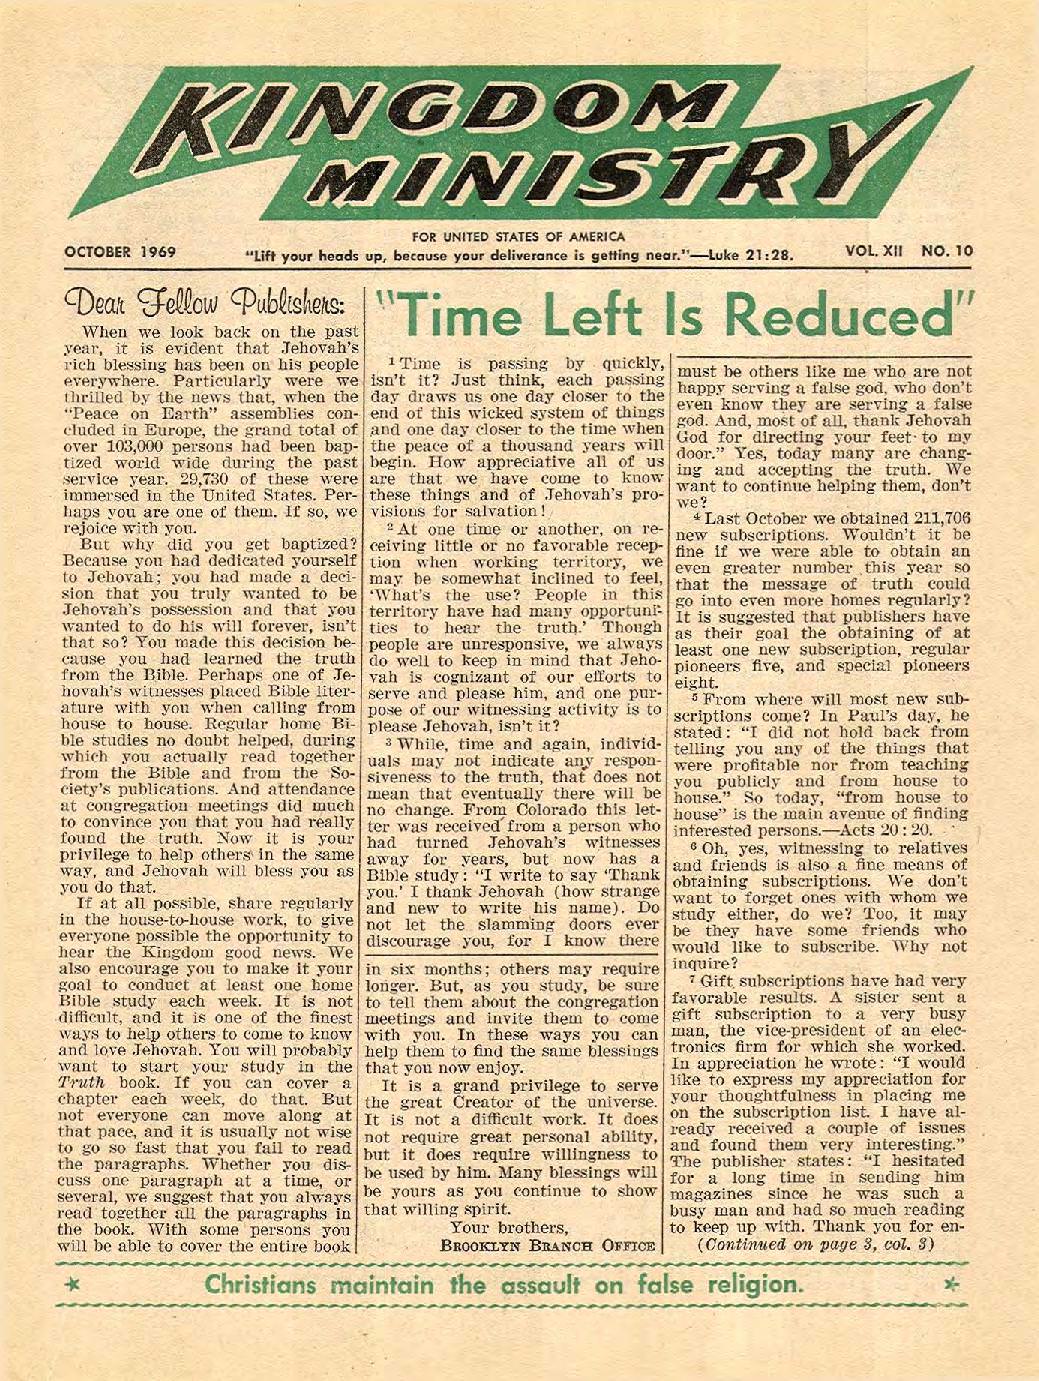 KINGDOM
MINISTRY
FOR UNITED STATES OF AMERICA
OCTOBER 1969
"Lift your heads up, because your deliverance is getting near."—Luke 21:28.
VOL. XII NO. 10
Dear Fellow Publishers:
When we look back on the past
year, it is evident that Jehovah's
rich blessing has been on his people
everywhere. Particularly were we
thrilled by the news that, when the
"Peace on Earth" assemblies con-
cluded in Europe, the grand total of
over 103,000 persons had been bap-
tized world wide during the past
service year. 29,730 of these were
immersed in the United States. Per-
haps you are one of them. If so, we
rejoice with you.
But why did you get baptized?
Because you had dedicated yourself
to Jehovah; you had made a deci-
sion that you truly wanted to be
Jehovah's possession and that you
wanted to do his will forever, isn't
that so? You made this decision be-
cause you had learned the truth
from the Bible. Perhaps one of Je-
hovah's witnesses placed Bible liter-
ature with you when calling from
house to house. Regular home Bi-
ble studies no doubt helped, during
which you actually read together
from the Bible and from the So-
ciety's publications. And attendance
at congregation meetings did much
to convince you that you had really
found the truth. Now it is your
privilege to help others in the same
way, and Jehovah will bless you as
you do that.
If at all possible, share regularly
in the house-to-house work, to give
everyone possible the opportunity to
hear the Kingdom good news. We
also encourage you to make it your
goal to conduct at least one home
Bible study each week. It is not
difficult, and it is one of the finest
ways to help others to come to know
and love Jehovah. You will probably
want to start your study in the
Truth book. If you can cover a
chapter each week, do that. But
not everyone can move along at
that pace, and it is usually not wise
to go so fast that you fail to read
the paragraphs. Whether you dis-
cuss one paragraph at a time, or
several, we suggest that you always
read together all the paragraphs in
the book. With some persons you
will be able to cover the entire book
in six months; others may require
longer. But, as you study, be sure
to tell them about the congregation
meetings and invite them to come
with you. In these ways you can
help them to find the same blessings
that you now enjoy.
It is a grand privilege to serve
the great Creator of the universe.
It is not a difficult work. It does
not require great personal ability,
but it does require willingness to
be used by him. Many blessings will
be yours as you continue to show
that willing spirit.
Your brothers,
BROOKLYN BRANCH OFFICE
"Time Left Is Reduced"
1 Time is passing by quickly,
isn't it? Just think, each passing
day draws us one day closer to the
end of this wicked system of things
and one day closer to the time when
the peace of a thousand years will
begin. How appreciative all of us
are that we have come to know
these things and of Jehovah's pro-
visions for salvation!
2 At one time or another, on re-
ceiving little or no favorable recep-
tion when working territory, we
may be somewhat inclined to feel,
'What's the use? People in this
territory have had many opportuni-
ties to hear the truth.' Though
people are unresponsive, we always
do well to keep in mind that Jeho-
vah is cognizant of our efforts to
serve and please him, and one pur-
pose of our witnessing activity is to
please Jehovah, isn't it?
3 While, time and again, individ-
uals may not indicate any respon-
siveness to the truth, that does not
mean that eventually there will be
no change. From Colorado this let-
ter was received from a person who
had turned Jehovah's witnesses
away for years, but now has a
Bible study: "I write to say 'Thank
you.' I thank Jehovah (how strange
and new to write his name). Do
not let the slamming doors ever
discourage you, for I know there
must be others like me who are not
happy serving a false god, who don't
even know they are serving a false
god. And, most of all, thank Jehovah
God for directing your feet to my
door." Yes, today many are chang-
ing and accepting the truth. We
want to continue helping them, don't
we?
4 Last October we obtained 211,706
new subscriptions. Wouldn't it be
fine if we were able to obtain an
even greater number this year so
that the message of truth could
go into even more homes regularly?
It is suggested that publishers have
as their goal the obtaining of at
least one new subscription, regular
pioneers five, and special pioneers
eight.
5 From where will most new sub-
scriptions come? In Paul's day, he
stated: "I did not hold back from
telling you any of the things that
were profitable nor from teaching
you publicly and from house to
house." So today, "from house to
house" is the main avenue of finding
interested persons.—Acts 20:20.
6 Oh, yes, witnessing to relatives
and friends is also a fine means of
obtaining subscriptions. We don't
want to forget ones with whom we
study either, do we? Too, it may
be they have some friends who
would like to subscribe. Why not
inquire?
7 Gift subscriptions have had very
favorable results. A sister sent a
gift subscription to a very busy
man, the vice-president of an elec-
tronics firm for which she worked.
In appreciation he wrote: "I would
like to express my appreciation for
your thoughtfulness in placing me
on the subscription list. I have al-
ready received a couple of issues
and found them very interesting."
The publisher states: "I hesitated
for a long time in sending him
magazines since he was such a
busy man and had so much reading
to keep up with. Thank you for en-
(Continued on page 3, col. 3)
★ Christians maintain the assault on false religion. ★